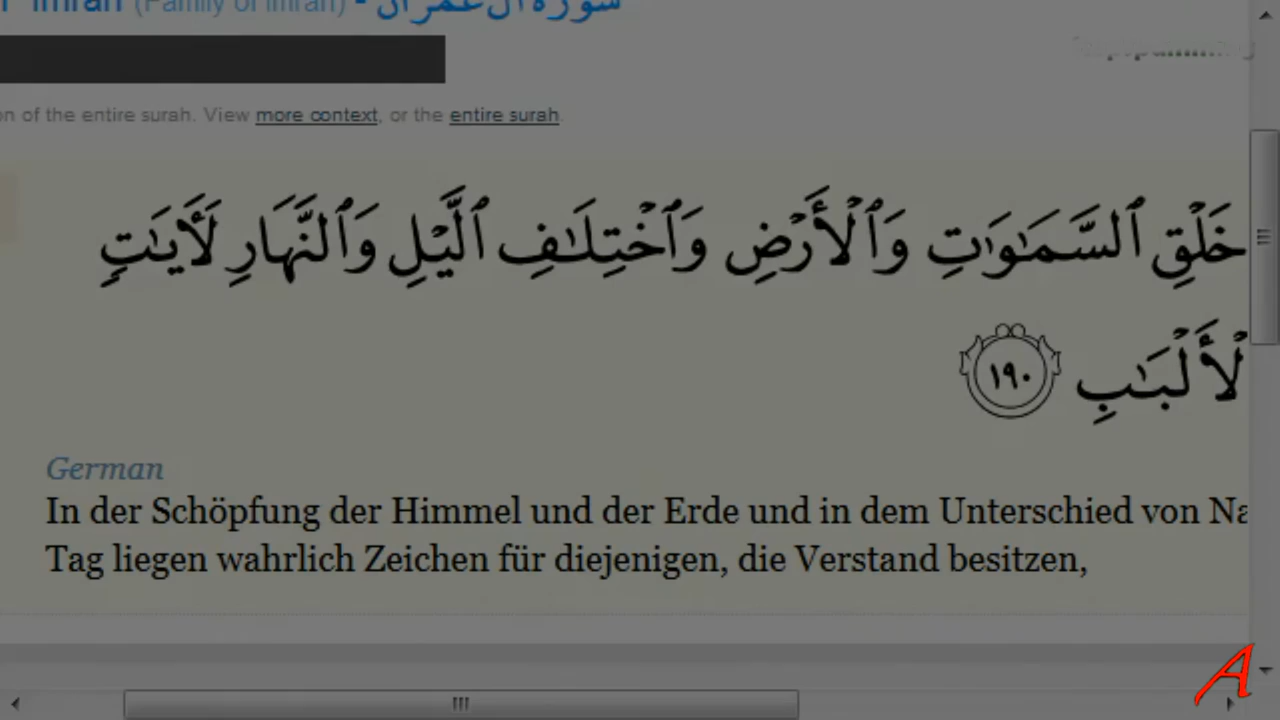 Imran (Family of Imran) - سورة آل عمران
on of the entire surah. View more context, or the entire surah.
خَلْقِ ٱلسَّمَـٰوَٰتِ وَٱلْأَرْضِ وَٱخْتِلَـٰفِ ٱلَّيْلِ وَٱلنَّهَارِ لَـَٔايَـٰتٍ
لْأَلْبَـٰبِ ١٩٠
German
In der Schöpfung der Himmel und der Erde und in dem Unterschied von Na
Tag liegen wahrlich Zeichen für diejenigen, die Verstand besitzen,
A